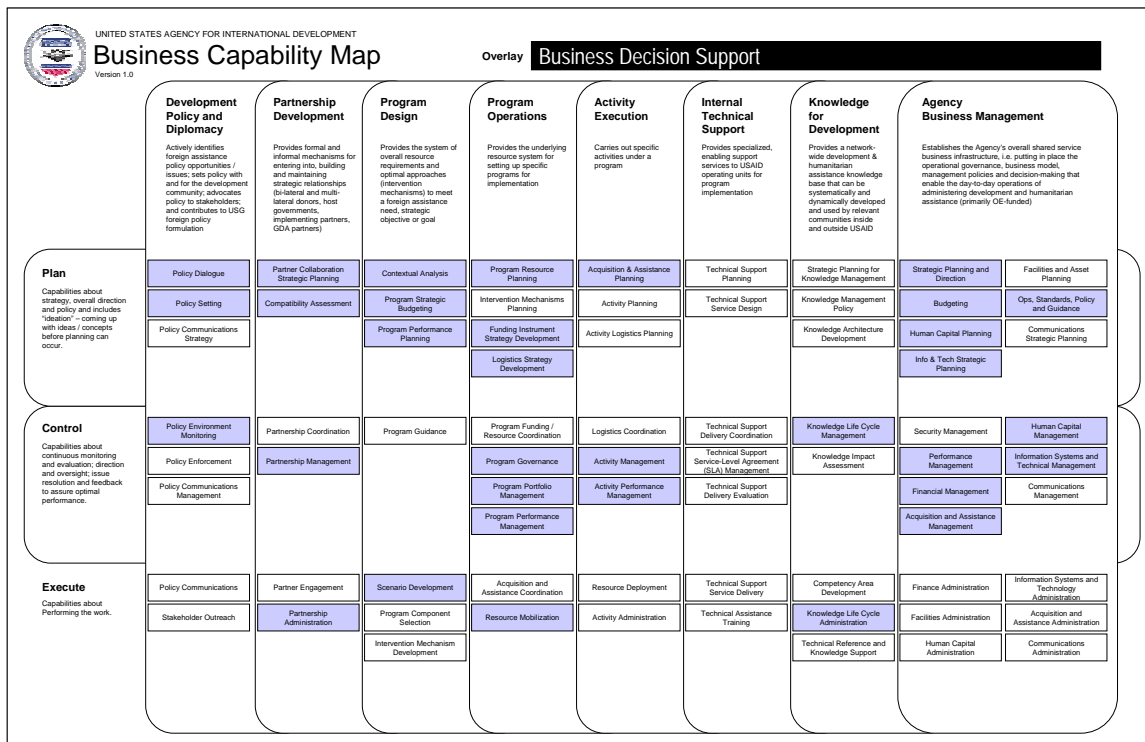 UNITED STATES AGENCY FOR INTERNATIONAL DEVELOPMENT
Business Capability Map
Version 1.0
Overlay
Business Decision Support
Development
Policy and
Diplomacy
Actively identifies
foreign assistance
policy opportunities /
issues; sets policy with
and for the development
community; advocates
policy to stakeholders;
and contributes to USG
foreign policy
formulation
Partnership
Development
Provides formal and
informal mechanisms for
entering into, building
and maintaining
strategic relationships
(bi-lateral and multi-
lateral donors, host
governments,
implementing partners,
GDA partners)
Program
Design
Provides the system of
overall resource
requirements and
optimal approaches
(intervention
mechanisms) to meet
a foreign assistance
need, strategic
objective or goal
Program
Operations
Provides the underlying
resource system for
setting up specific
programs for
implementation
Activity
Execution
Carries out specific
activities under a
program
Internal
Technical
Support
Provides specialized,
enabling support
services to USAID
operating units for
program
implementation
Knowledge
for
Development
Provides a network-
wide development &
humanitarian
assistance knowledge
base that can be
systematically and
dynamically developed
and used by relevant
communities inside
and outside USAID
Agency
Business Management
Establishes the Agency's overall shared service
business infrastructure, i.e. putting in place the
operational governance, business model,
management policies and decision-making that
enable the day-to-day operations of
administering development and humanitarian
assistance (primarily OE-funded)
Plan
Capabilities about
strategy, overall direction
and policy and includes
"ideation" – coming up
with ideas / concepts
before planning can
occur.
Policy Dialogue
Policy Setting
Policy Communications
Strategy
Partner Collaboration
Strategic Planning
Compatibility Assessment
Contextual Analysis
Program Strategic
Budgeting
Program Performance
Planning
Program Resource
Planning
Intervention Mechanisms
Planning
Funding Instrument
Strategy Development
Logistics Strategy
Development
Acquisition & Assistance
Planning
Activity Planning
Activity Logistics Planning
Technical Support
Planning
Technical Support
Service Design
Strategic Planning for
Knowledge Management
Knowledge Management
Policy
Knowledge Architecture
Development
Strategic Planning and
Direction
Budgeting
Human Capital Planning
Info & Tech Strategic
Planning
Facilities and Asset
Planning
Ops, Standards, Policy
and Guidance
Communications
Strategic Planning
Control
Capabilities about
continuous monitoring
and evaluation; direction
and oversight; issue
resolution and feedback
to assure optimal
performance.
Policy Environment
Monitoring
Policy Enforcement
Policy Communications
Management
Partnership Coordination
Partnership Management
Program Guidance
Program Funding /
Resource Coordination
Program Governance
Program Portfolio
Management
Program Performance
Management
Logistics Coordination
Activity Management
Activity Performance
Management
Technical Support
Delivery Coordination
Technical Support
Service-Level Agreement
(SLA) Management
Technical Support
Delivery Evaluation
Knowledge Life Cycle
Management
Knowledge Impact
Assessment
Security Management
Performance
Management
Financial Management
Acquisition and Assistance
Management
Human Capital
Management
Information Systems and
Technical Management
Communications
Management
Execute
Capabilities about
Performing the work.
Policy Communications
Stakeholder Outreach
Partner Engagement
Partnership
Administration
Scenario Development
Program Component
Selection
Intervention Mechanism
Development
Acquisition and
Assistance Coordination
Resource Mobilization
Resource Deployment
Activity Administration
Technical Support
Service Delivery
Technical Assistance
Training
Competency Area
Development
Knowledge Life Cycle
Administration
Technical Reference and
Knowledge Support
Finance Administration
Facilities Administration
Human Capital
Administration
Information Systems and
Technology
Administration
Acquisition and
Assistance Administration
Communications
Administration